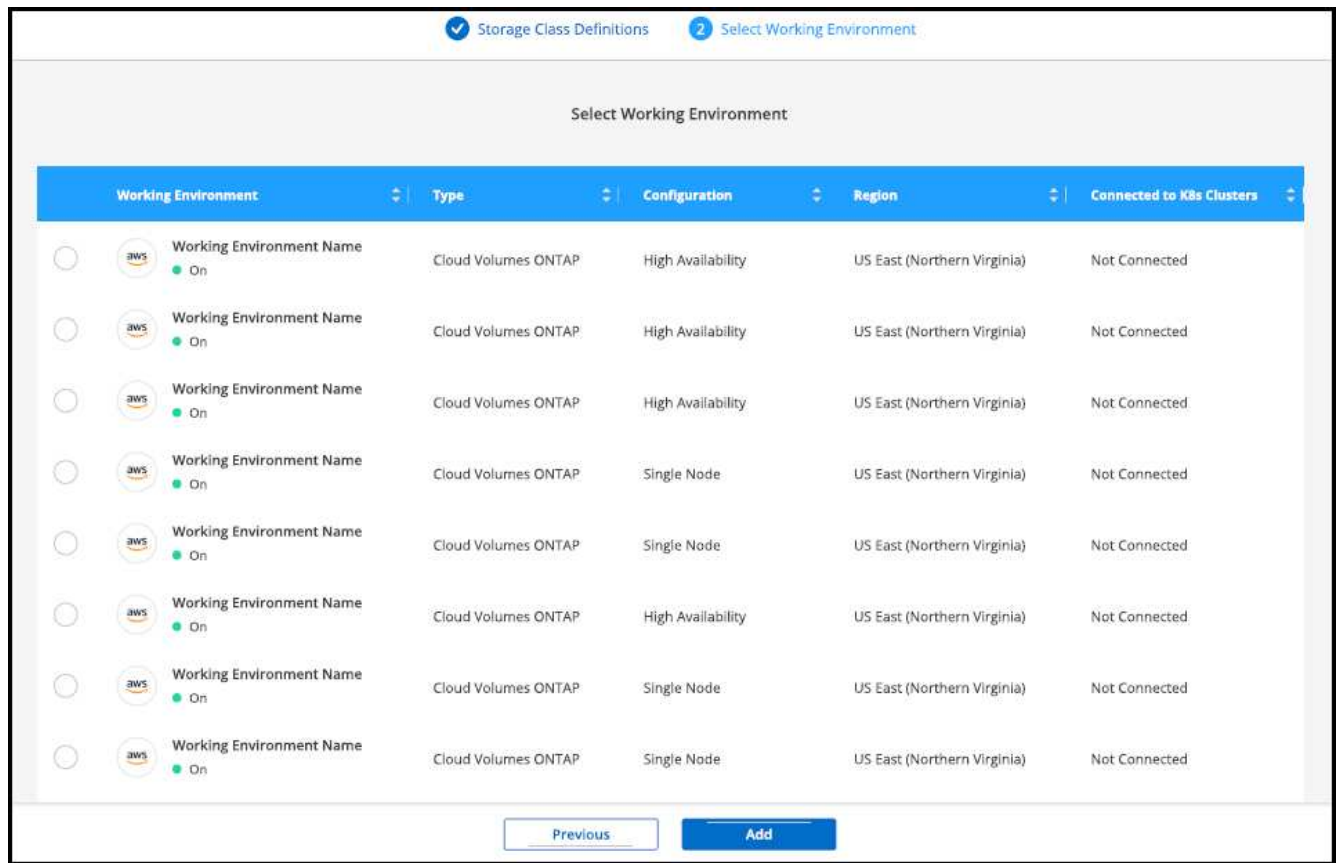 Storage Class Definitions 2 Select Working Environment
Select Working Environment
Working Environment Type Configuration Region Connected to K8s Clusters
aws Working Environment Name
On Cloud Volumes ONTAP High Availability US East (Northern Virginia) Not Connected
aws Working Environment Name
On Cloud Volumes ONTAP High Availability US East (Northern Virginia) Not Connected
aws Working Environment Name
On Cloud Volumes ONTAP High Availability US East (Northern Virginia) Not Connected
aws Working Environment Name
On Cloud Volumes ONTAP Single Node US East (Northern Virginia) Not Connected
aws Working Environment Name
On Cloud Volumes ONTAP Single Node US East (Northern Virginia) Not Connected
aws Working Environment Name
On Cloud Volumes ONTAP High Availability US East (Northern Virginia) Not Connected
aws Working Environment Name
On Cloud Volumes ONTAP Single Node US East (Northern Virginia) Not Connected
aws Working Environment Name
On Cloud Volumes ONTAP Single Node US East (Northern Virginia) Not Connected
Previous Add